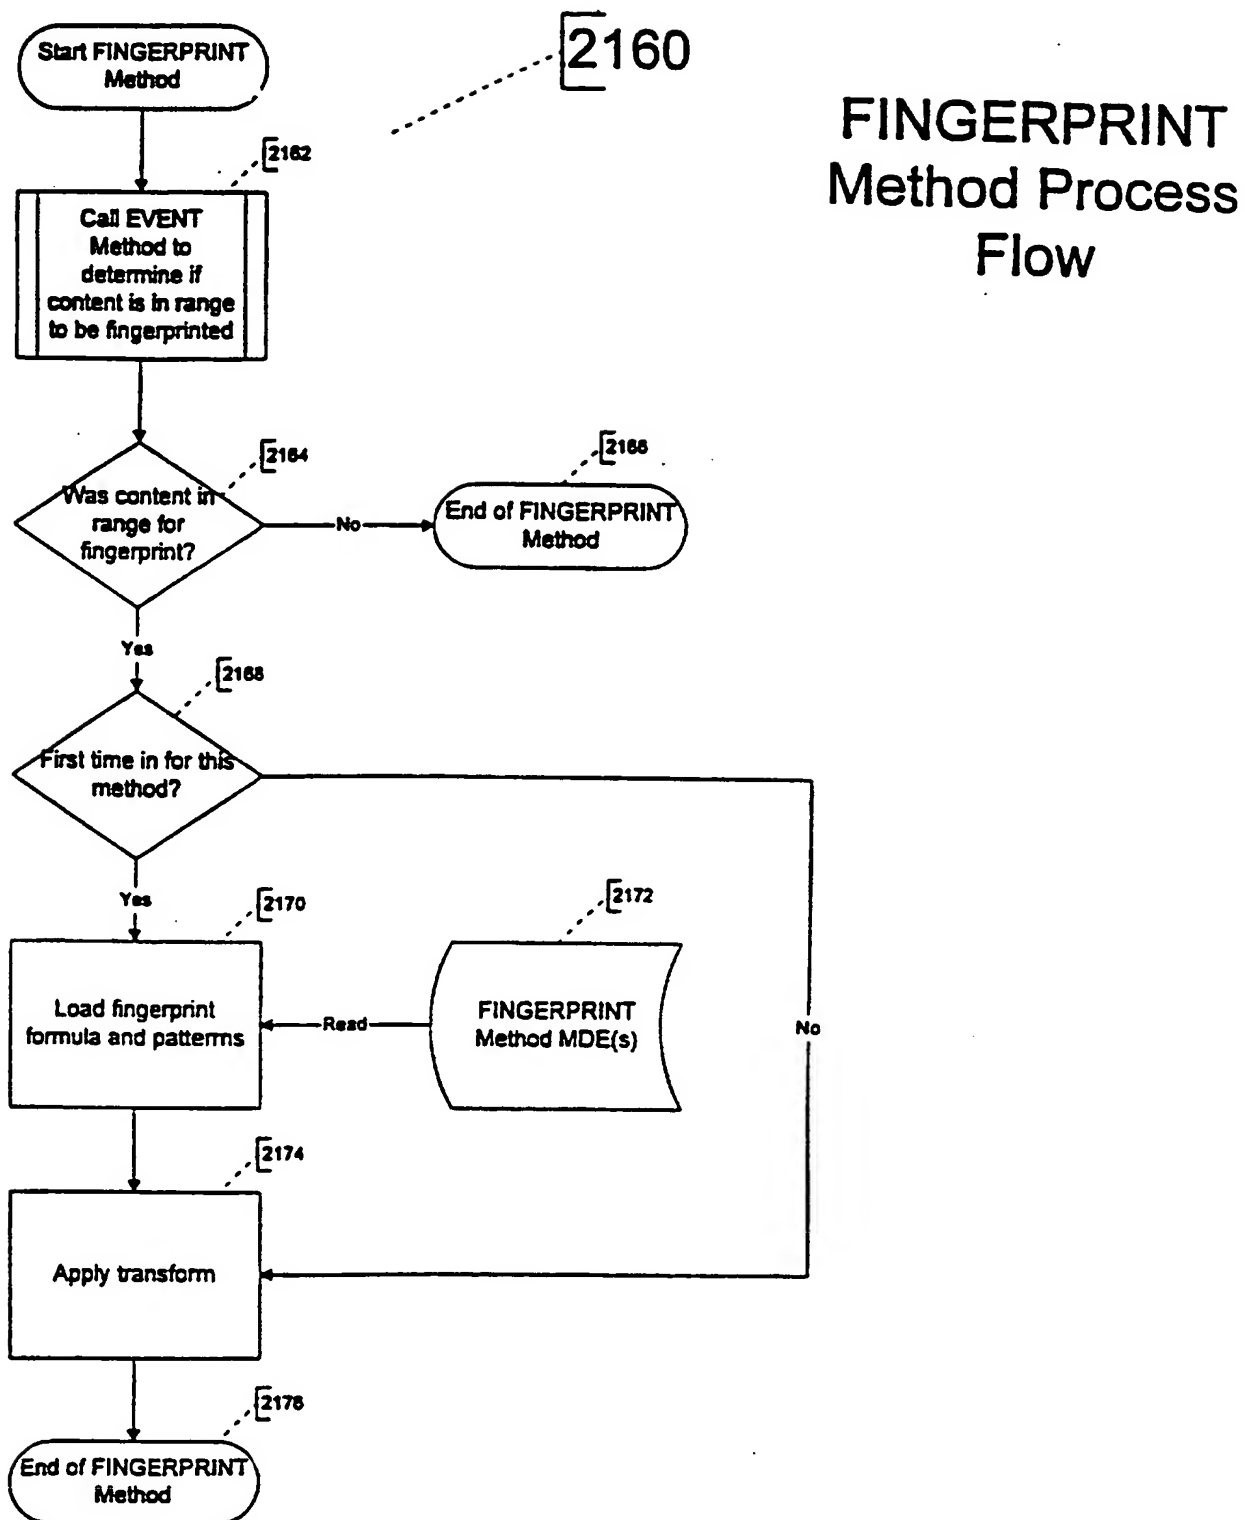 Start FINGERPRINT
Method
2160
FINGERPRINT
Method Process
Flow
2162
Call EVENT
Method to
determine if
content is in range
to be fingerprinted
2164
Was content in
range for
fingerprint?
No
2166
End of FINGERPRINT
Method
Yes
2168
First time in for this
method?
Yes
2170
Load fingerprint
formula and patterns
Read
2172
FINGERPRINT
Method MDE(s)
No
2174
Apply transform
2176
End of FINGERPRINT
Method